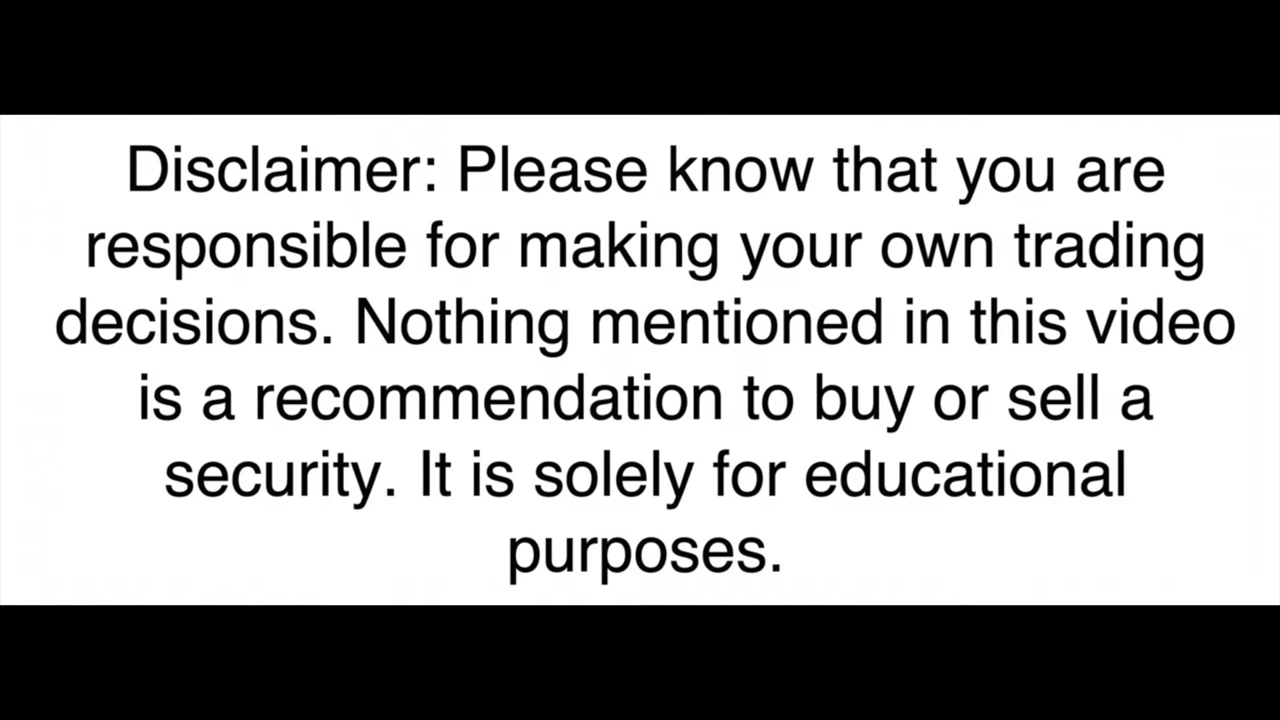 Disclaimer: Please know that you are
responsible for making your own trading
decisions. Nothing mentioned in this video
is a recommendation to buy or sell a
security. It is solely for educational
purposes.